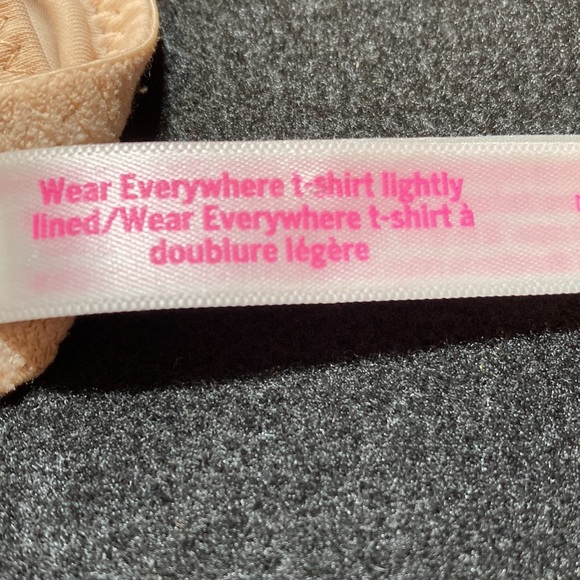 Wear Everywhere t-shirt lightly
lined/Wear Everywhere t-shirt à
doublure légère